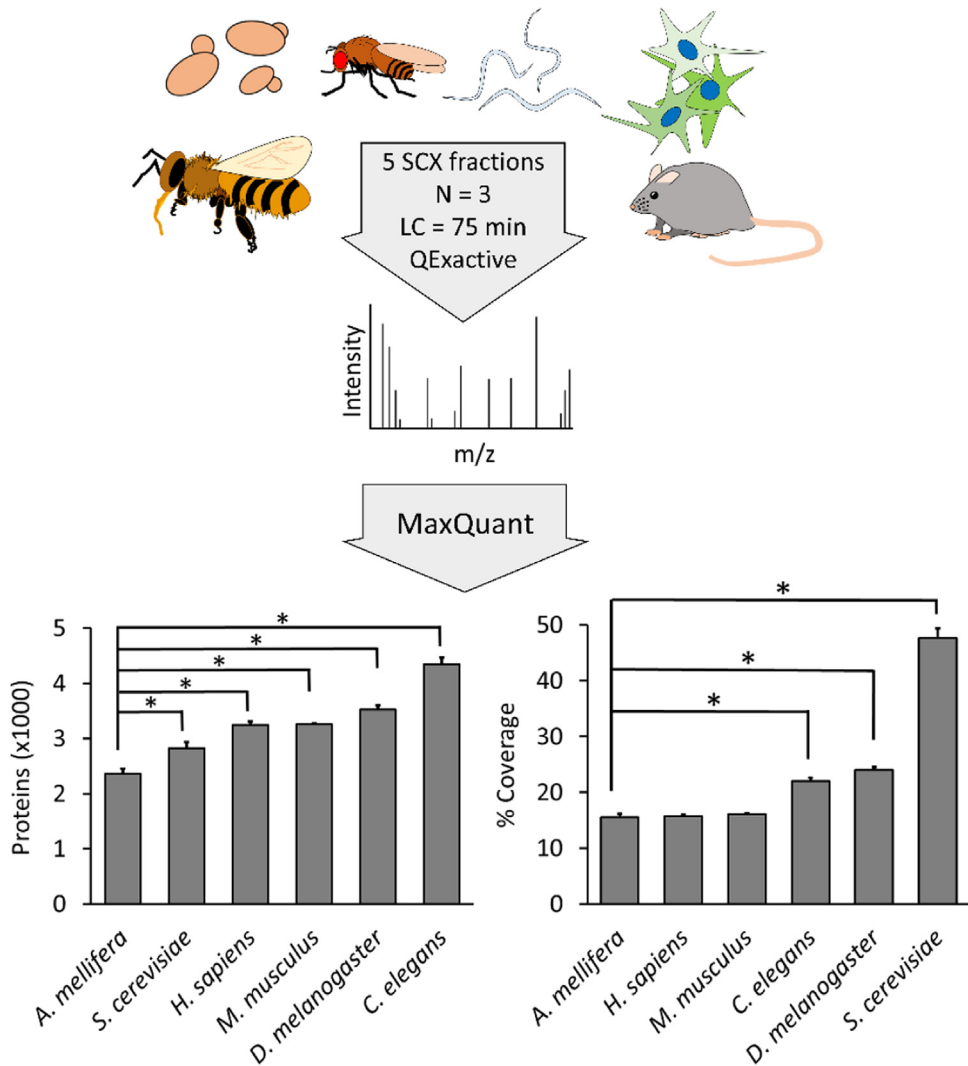 5 SCX fractions
N = 3
LC = 75 min
QExactive
Intensity
m/z
MaxQuant
Proteins (x1000)
5
4
3
2
1
0
*
*
*
*
*
A. mellifera
S. cerevisiae
H. sapiens
M. musculus
D. melanogaster
C. elegans
% Coverage
50
40
30
20
10
0
*
*
*
A. mellifera
H. sapiens
M. musculus
C. elegans
D. melanogaster
S. cerevisiae